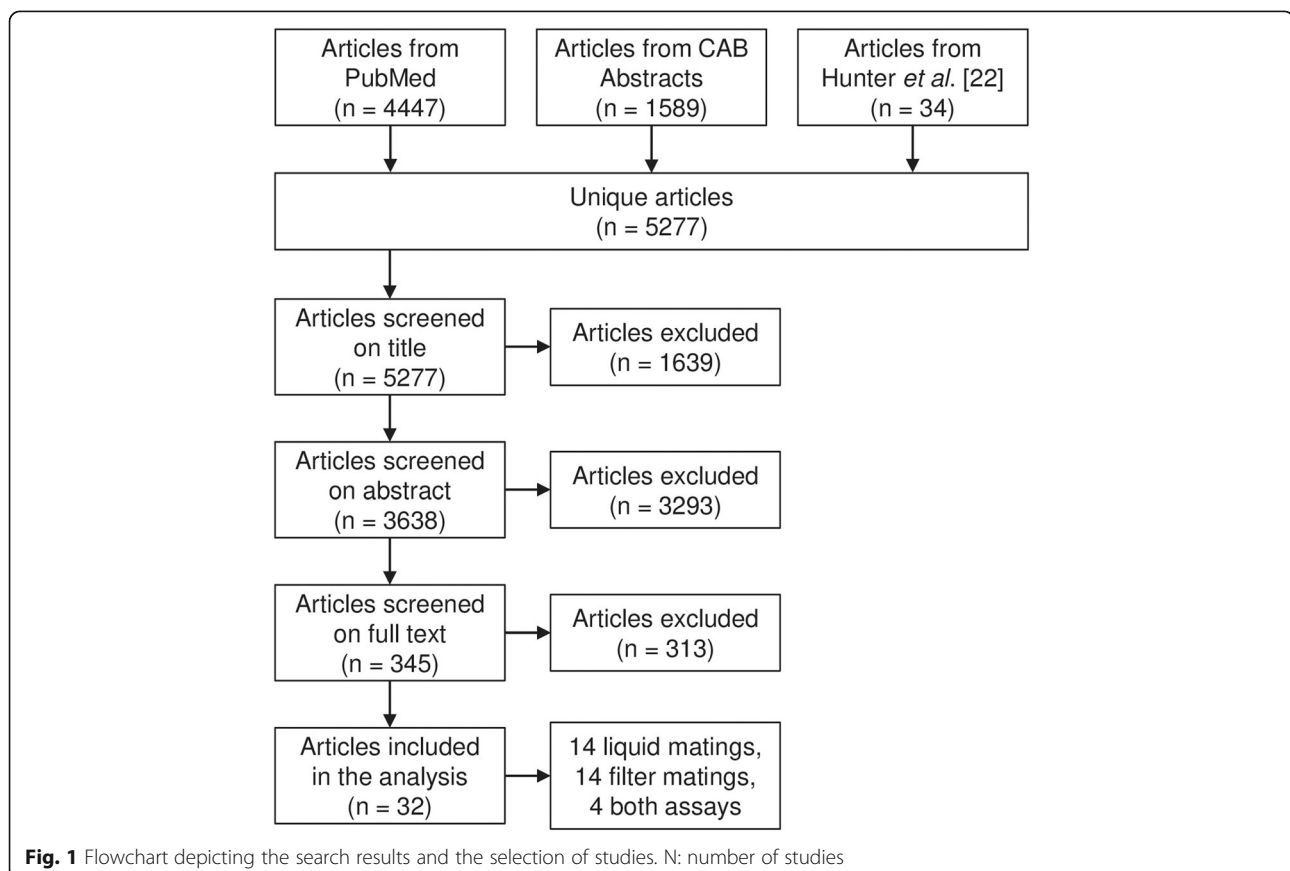 Articles from
PubMed
(n = 4447)
Articles from CAB
Abstracts
(n = 1589)
Articles from
Hunter et al. [22]
(n = 34)
Unique articles
(n = 5277)
Articles screened
on title
(n = 5277)
Articles excluded
(n = 1639)
Articles screened
on abstract
(n = 3638)
Articles excluded
(n = 3293)
Articles screened
on full text
(n = 345)
Articles excluded
(n = 313)
Articles included
in the analysis
(n = 32)
14 liquid matings,
14 filter matings,
4 both assays
Fig. 1 Flowchart depicting the search results and the selection of studies. N: number of studies